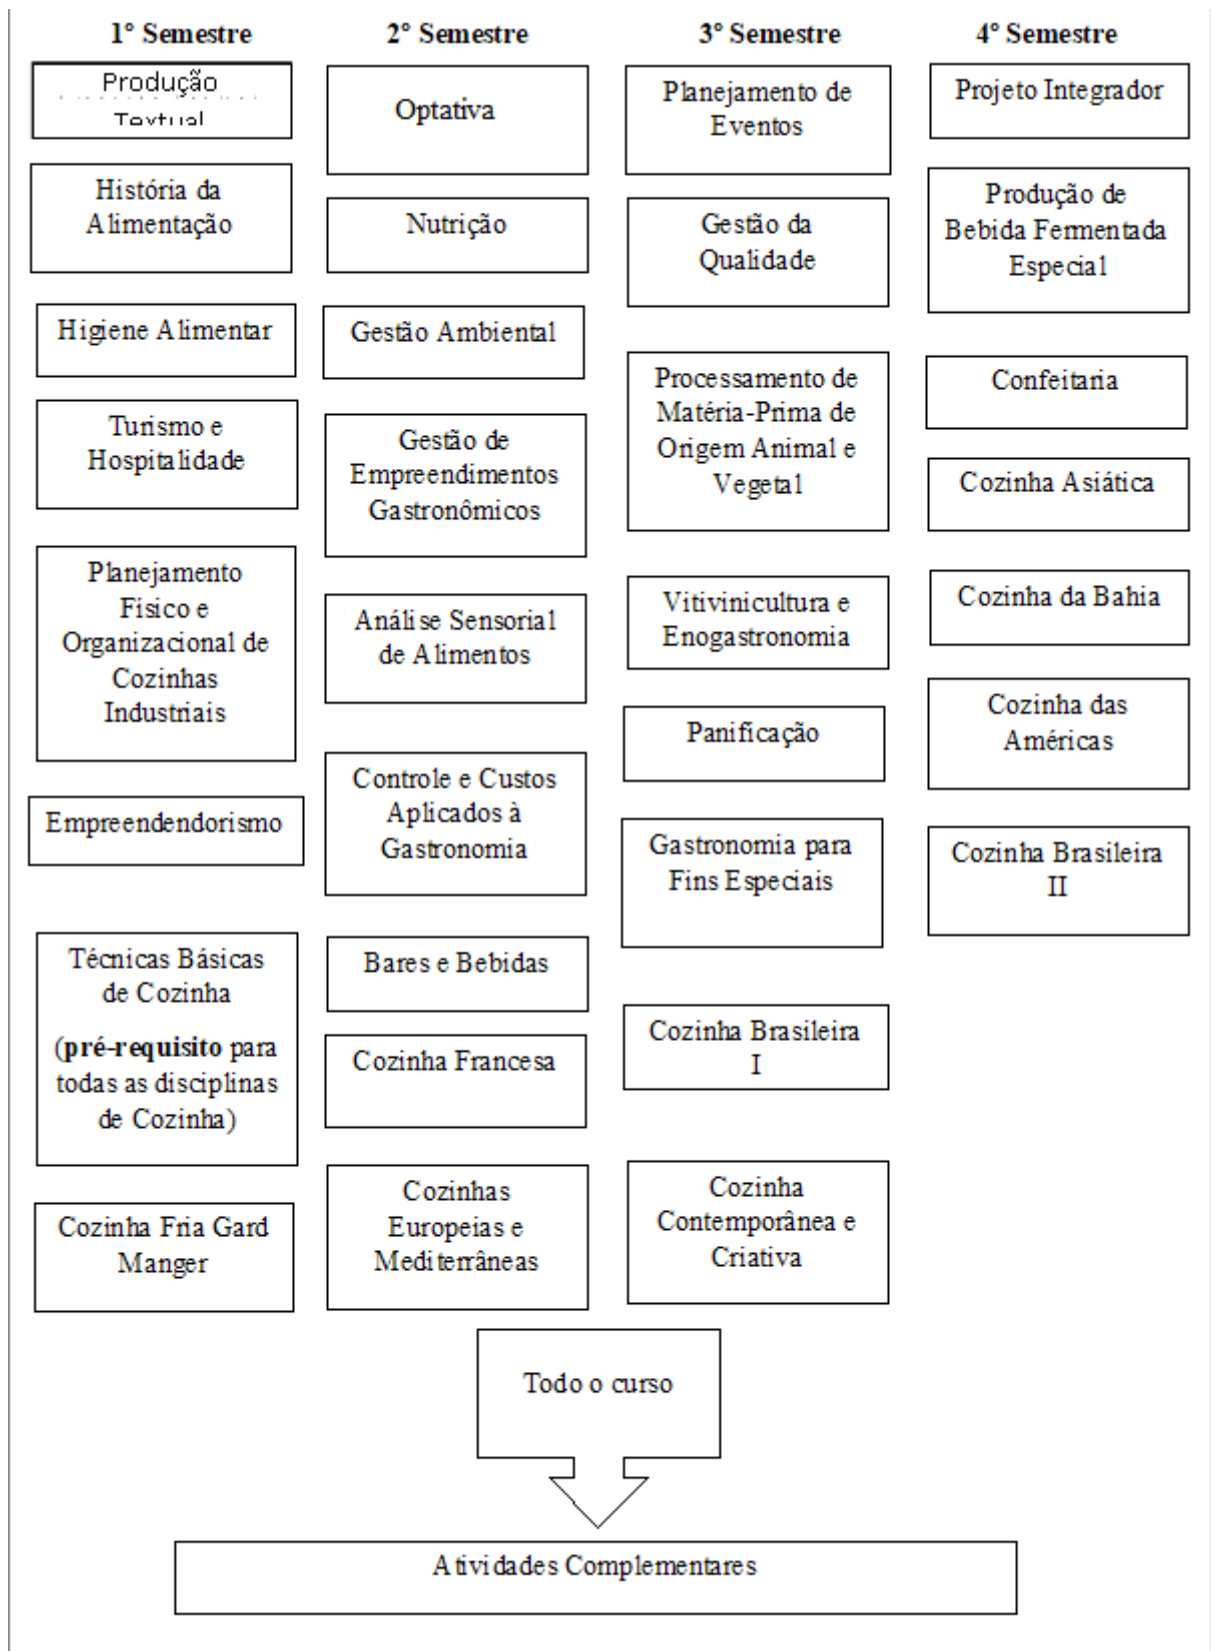 1° Semestre
Produção
Textual
História da
Alimentação
Higiene Alimentar
Turismo e
Hospitalidade
Planejamento
Físico e
Organizacional de
Cozinhas
Industriais
Empreendendorismo
Técnicas Básicas
de Cozinha
(pré-requisito para
todas as disciplinas
de Cozinha)
Cozinha Fria Gard
Manger
2° Semestre
Optativa
Nutrição
Gestão Ambiental
Gestão de
Empreendimentos
Gastronômicos
Análise Sensorial
de Alimentos
Controle e Custos
Aplicados à
Gastronomia
Bares e Bebidas
Cozinha Francesa
Cozinhas
Europeias e
Mediterrâneas
3° Semestre
Planejamento de
Eventos
Gestão da
Qualidade
Processamento de
Matéria-Prima de
Origem Animal e
Vegetal
Vitivinicultura e
Enogastronomia
Panificação
Gastronomia para
Fins Especiais
Cozinha Brasileira
I
Cozinha
Contemporânea e
Criativa
4° Semestre
Projeto Integrador
Produção de
Bebida Fermentada
Especial
Confeitaria
Cozinha Asiática
Cozinha da Bahia
Cozinha das
Américas
Cozinha Brasileira
II
Todo o curso
Atividades Complementares